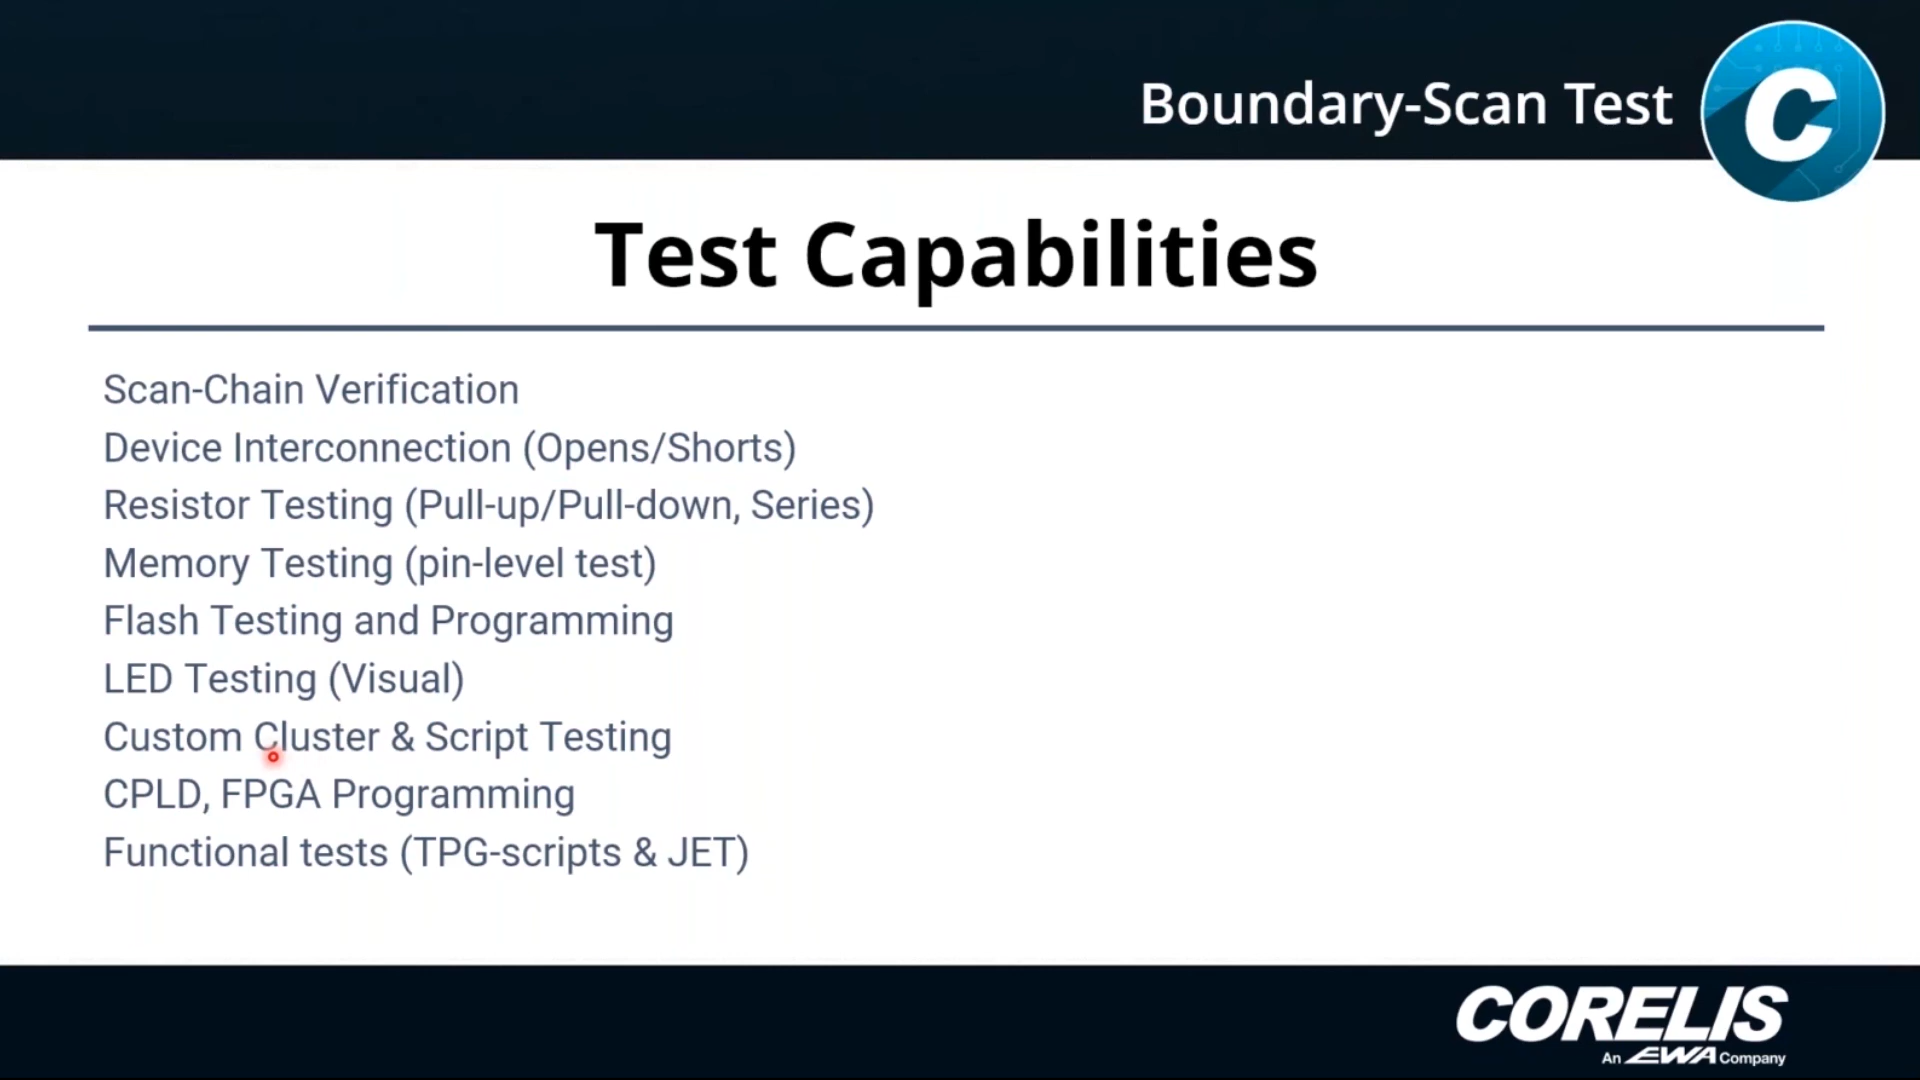 Boundary-Scan Test
C
Test Capabilities
Scan-Chain Verification
Device Interconnection (Opens/Shorts)
Resistor Testing (Pull-up/Pull-down, Series)
Memory Testing (pin-level test)
Flash Testing and Programming
LED Testing (Visual)
Custom Cluster & Script Testing
CPLD, FPGA Programming
Functional tests (TPG-scripts & JET)
CORELIS
An EWA Company